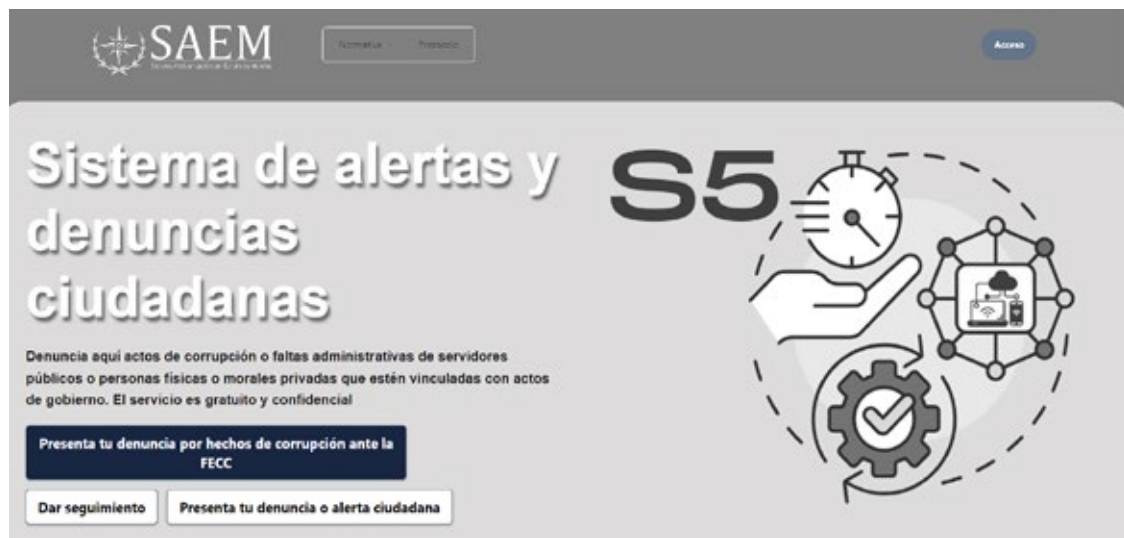 SAEM
Normativa
Acceso
Sistema de alertas y
denuncias
ciudadanas
S5
Denuncia aquí actos de corrupción o faltas administrativas de servidores
públicos o personas físicas o morales privadas que estén vinculadas con actos
de gobierno. El servicio es gratuito y confidencial
Presenta tu denuncia por hechos de corrupción ante la
FECC
Dar seguimiento
Presenta tu denuncia o alerta ciudadana